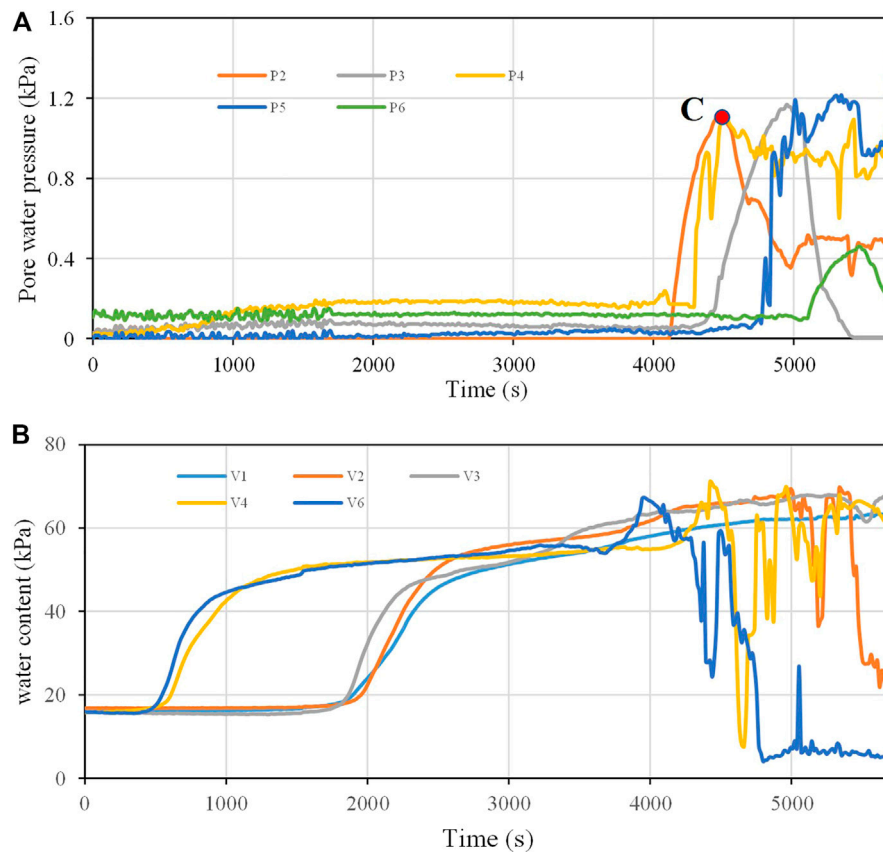 A
1.6
1.2
0.8
0.4
0
Pore water pressure (kPa)
P2 P3 P4
P5 P6
C
0 1000 2000 3000 4000 5000
Time (s)
B
80
60
40
20
0
water content (kPa)
V1 V2 V3
V4 V6
0 1000 2000 3000 4000 5000
Time (s)